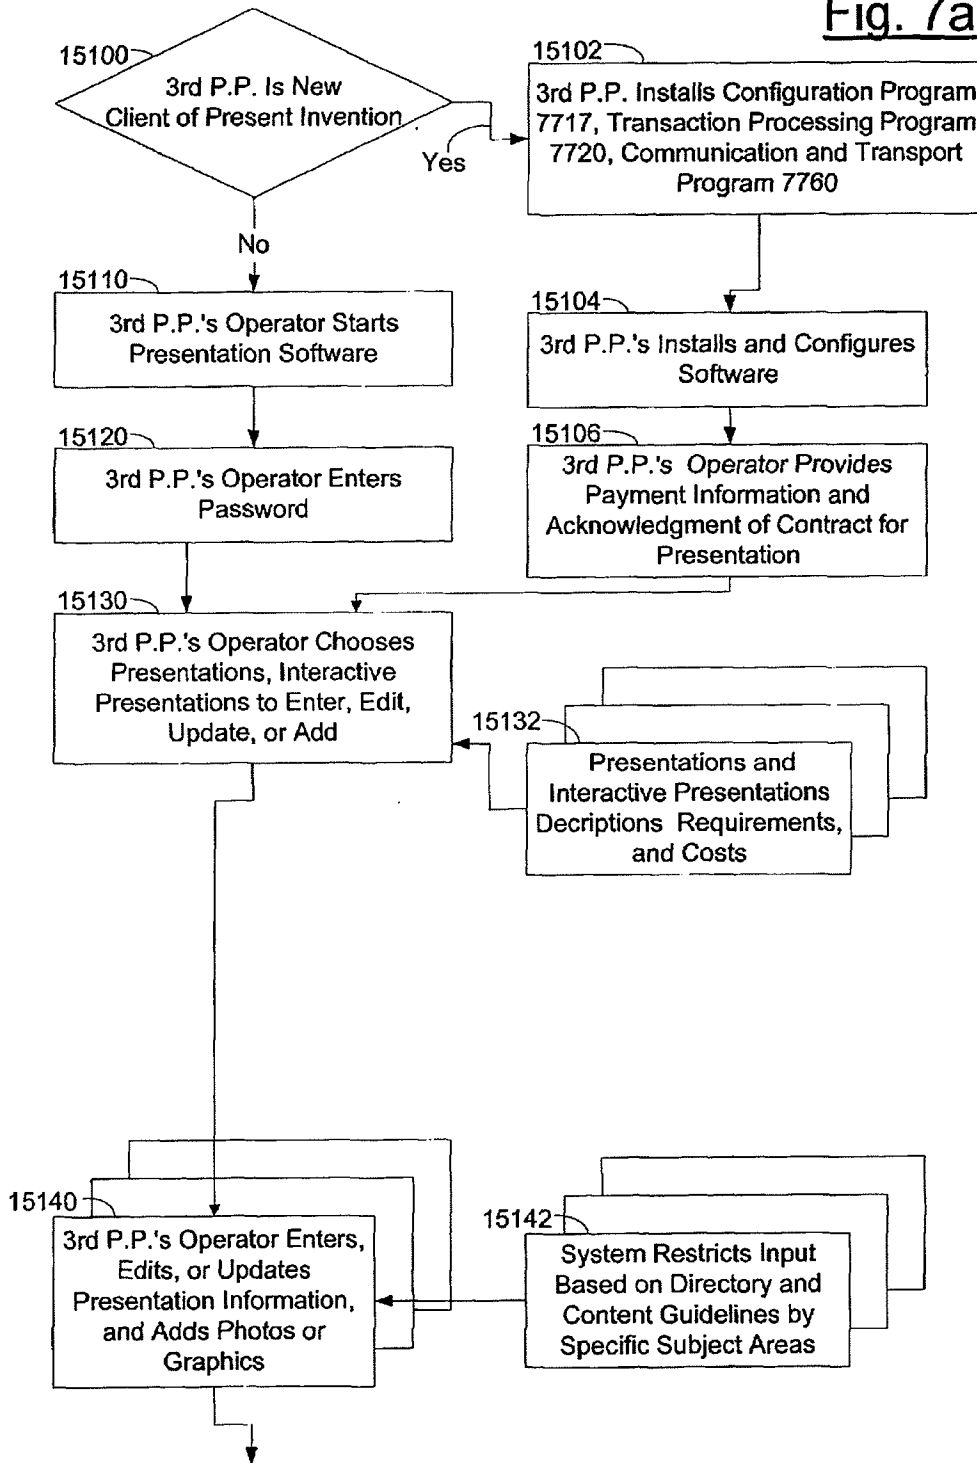 Fig. 7a
15100
3rd P.P. Is New
Client of Present Invention
Yes
No
15102
3rd P.P. Installs Configuration Program
7717, Transaction Processing Program
7720, Communication and Transport
Program 7760
15110
3rd P.P.'s Operator Starts
Presentation Software
15104
3rd P.P.'s Installs and Configures
Software
15120
3rd P.P.'s Operator Enters
Password
15106
3rd P.P.'s Operator Provides
Payment Information and
Acknowledgment of Contract for
Presentation
15130
3rd P.P.'s Operator Chooses
Presentations, Interactive
Presentations to Enter, Edit,
Update, or Add
15132
Presentations and
Interactive Presentations
Decriptions Requirements,
and Costs
15140
3rd P.P.'s Operator Enters,
Edits, or Updates
Presentation Information,
and Adds Photos or
Graphics
15142
System Restricts Input
Based on Directory and
Content Guidelines by
Specific Subject Areas